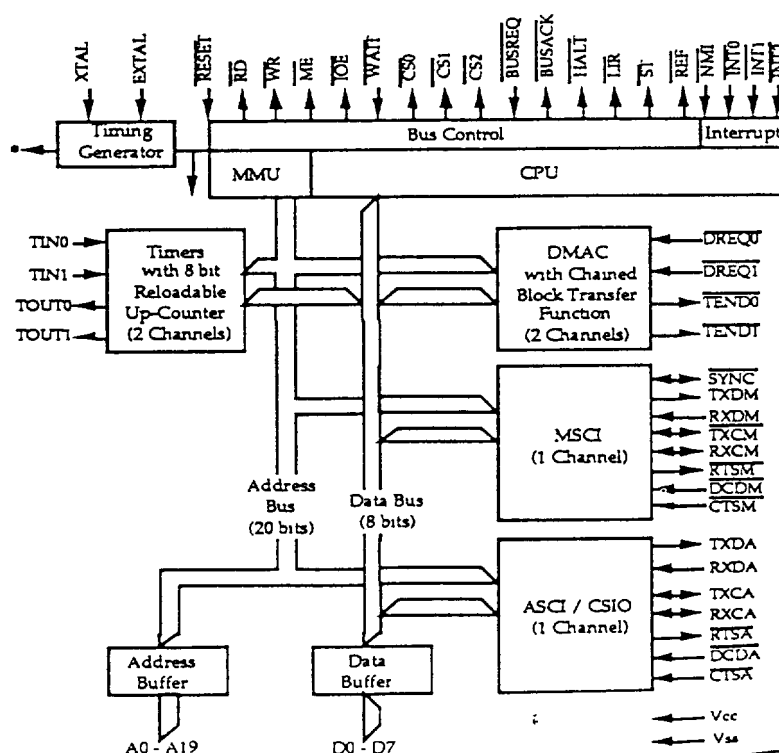 XTAL
EXTAL
RESET
RD
WR
ME
IOE
WAIT
CS0
CS1
CS2
BUSREQ
BUSACK
HALT
LIR
ST
REF
NMI
INT0
INT1
Timing
Generator
Bus Control
Interrupt
MMU
CPU
TIN0
TIN1
TOUT0
TOUT1
Timers
with 8 bit
Reloadable
Up-Counter
(2 Channels)
DMAC
with Chained
Block Transfer
Function
(2 Channels)
DREQ0
DREQ1
TEND0
TEND1
MSCI
(1 Channel)
SYNC
TXDM
RXDM
TXCM
RXCM
RTSM
DCDM
CTSM
Address
Bus
(20 bits)
Data Bus
(8 bits)
ASCI / CSIO
(1 Channel)
TXDA
RXDA
TXCA
RXCA
RTSA
DCDA
CTSA
Address
Buffer
Data
Buffer
Vcc
Vss
A0 - A19
D0 - D7